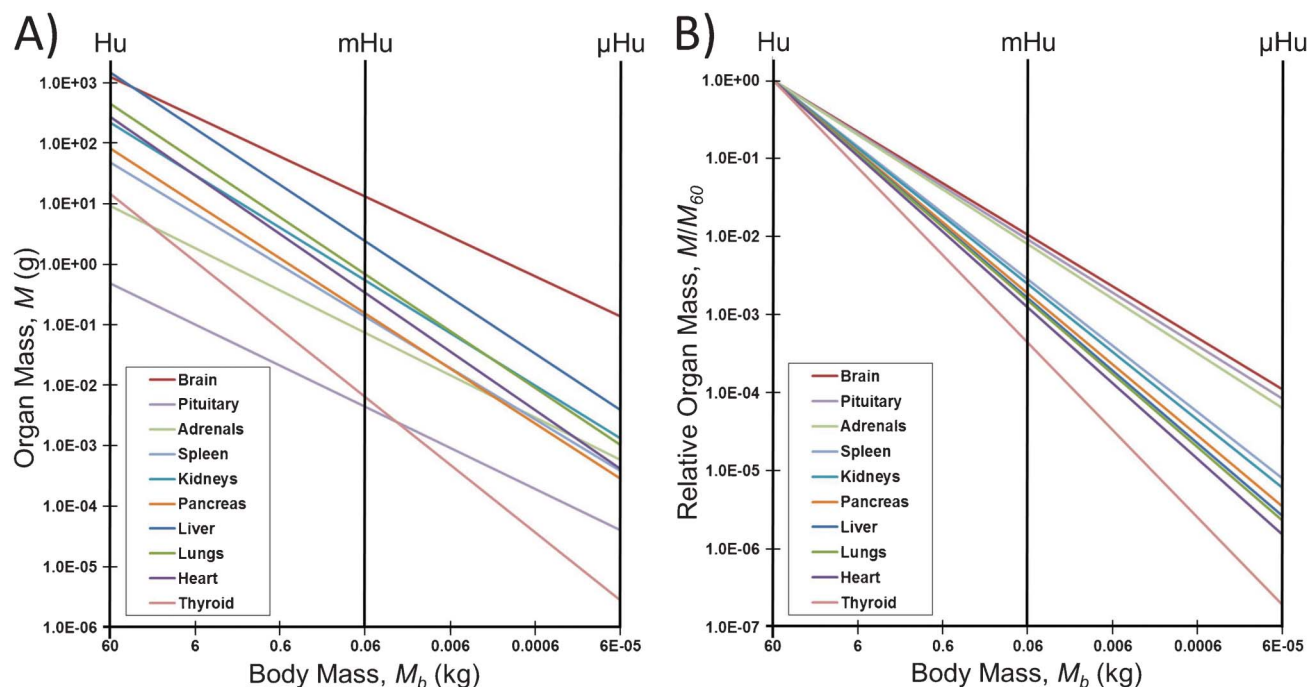 A)
Hu
mHu
µHu
1.0E+03
1.0E+02
1.0E+01
1.0E+00
1.0E-01
1.0E-02
1.0E-03
1.0E-04
1.0E-05
1.0E-06
Organ Mass, M (g)
Brain
Pituitary
Adrenals
Spleen
Kidneys
Pancreas
Liver
Lungs
Heart
Thyroid
60
6
0.6
0.06
0.006
0.0006
6E-05
Body Mass, Mb (kg)
B)
Hu
mHu
µHu
1.0E+00
1.0E-01
1.0E-02
1.0E-03
1.0E-04
1.0E-05
1.0E-06
1.0E-07
Relative Organ Mass, M/M60
Brain
Pituitary
Adrenals
Spleen
Kidneys
Pancreas
Liver
Lungs
Heart
Thyroid
60
6
0.6
0.06
0.006
0.0006
6E-05
Body Mass, Mb (kg)